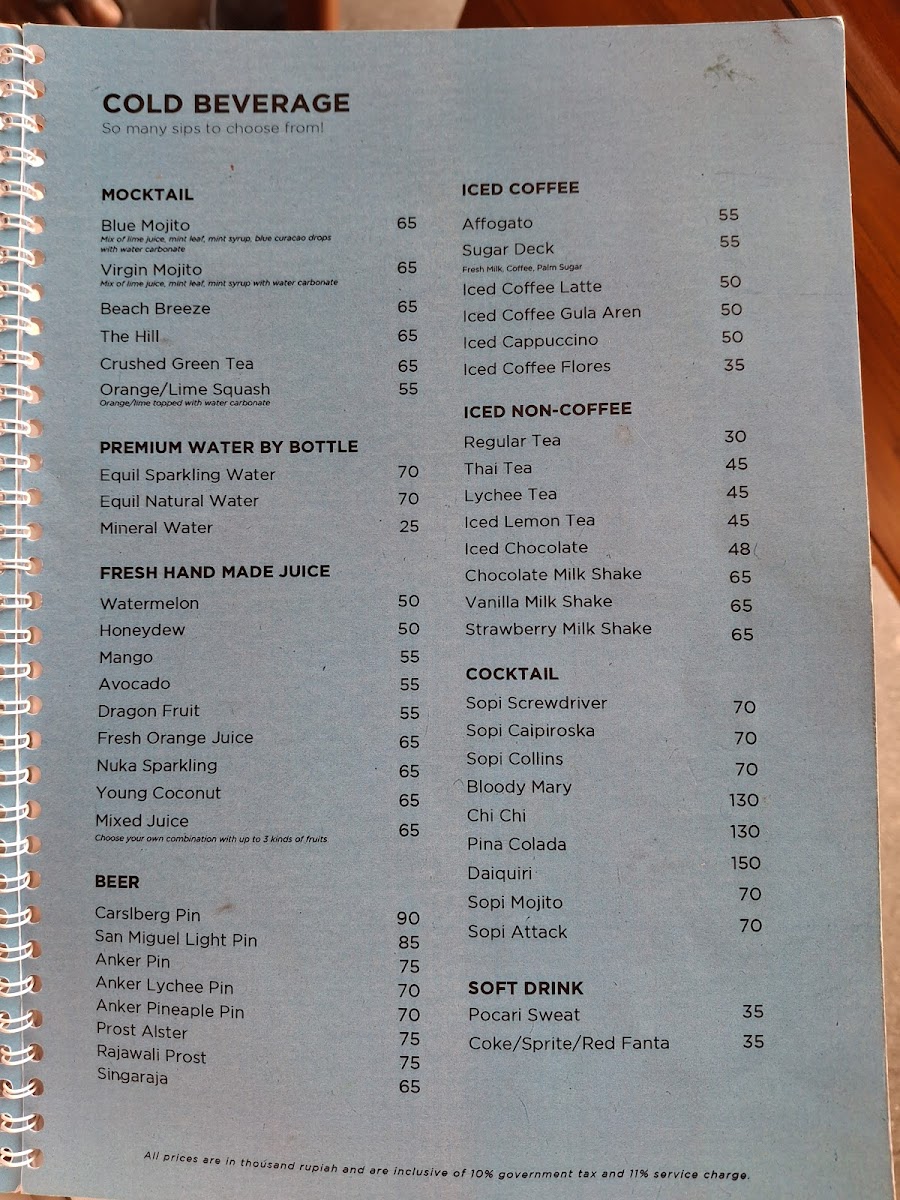 COLD BEVERAGE
So many sips to choose from!
MOCKTAIL
Blue Mojito 65
Mix of lime juice, mint leaf, mint syrup, blue curacao drops
with water carbonate
Virgin Mojito 65
Mix of lime juice, mint leaf, mint syrup with water carbonate
Beach Breeze 65
The Hill 65
Crushed Green Tea 65
Orange/Lime Squash 55
Orange/lime topped with water carbonate
PREMIUM WATER BY BOTTLE
Equil Sparkling Water 70
Equil Natural Water 70
Mineral Water 25
FRESH HAND MADE JUICE
Watermelon 50
Honeydew 50
Mango 55
Avocado 55
Dragon Fruit 55
Fresh Orange Juice 65
Nuka Sparkling 65
Young Coconut 65
Mixed Juice 65
Choose your own combination with up to 3 kinds of fruits
BEER
Carslberg Pin 90
San Miguel Light Pin 85
Anker Pin 75
Anker Lychee Pin 70
Anker Pineaple Pin 70
Prost Alster 75
Rajawali Prost 75
Singaraja 65
ICED COFFEE
Affogato 55
Sugar Deck 55
Fresh Milk, Coffee, Palm Sugar
Iced Coffee Latte 50
Iced Coffee Gula Aren 50
Iced Cappuccino 50
Iced Coffee Flores 35
ICED NON-COFFEE
Regular Tea 30
Thai Tea 45
Lychee Tea 45
Iced Lemon Tea 45
Iced Chocolate 48
Chocolate Milk Shake 65
Vanilla Milk Shake 65
Strawberry Milk Shake 65
COCKTAIL
Sopi Screwdriver 70
Sopi Caipiroska 70
Sopi Collins 70
Bloody Mary 130
Chi Chi 130
Pina Colada 150
Daiquiri 70
Sopi Mojito 70
Sopi Attack
SOFT DRINK
Pocari Sweat 35
Coke/Sprite/Red Fanta 35
All prices are in thousand rupiah and are inclusive of 10% government tax and 11% service charge.